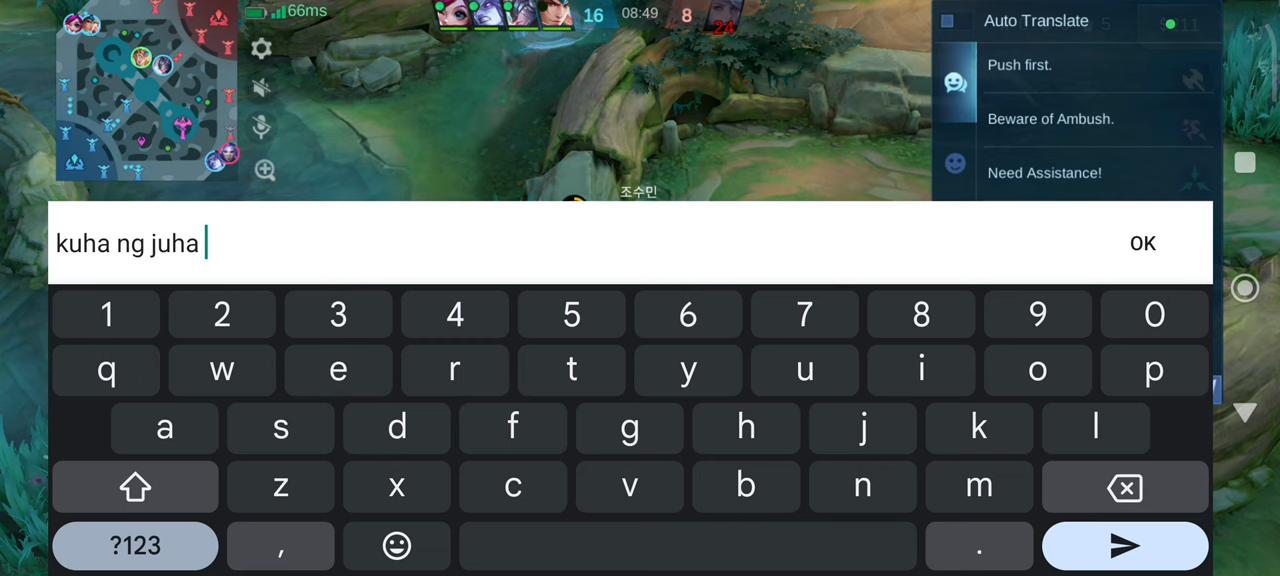 66ms
16
08:49
8
24
Auto Translate
Push first.
Beware of Ambush.
Need Assistance!
조수민
kuha ng juha
OK
1 2 3 4 5 6 7 8 9 0
q w e r t y u i o p
a s d f g h j k l
z x c v b n m
?123 , .